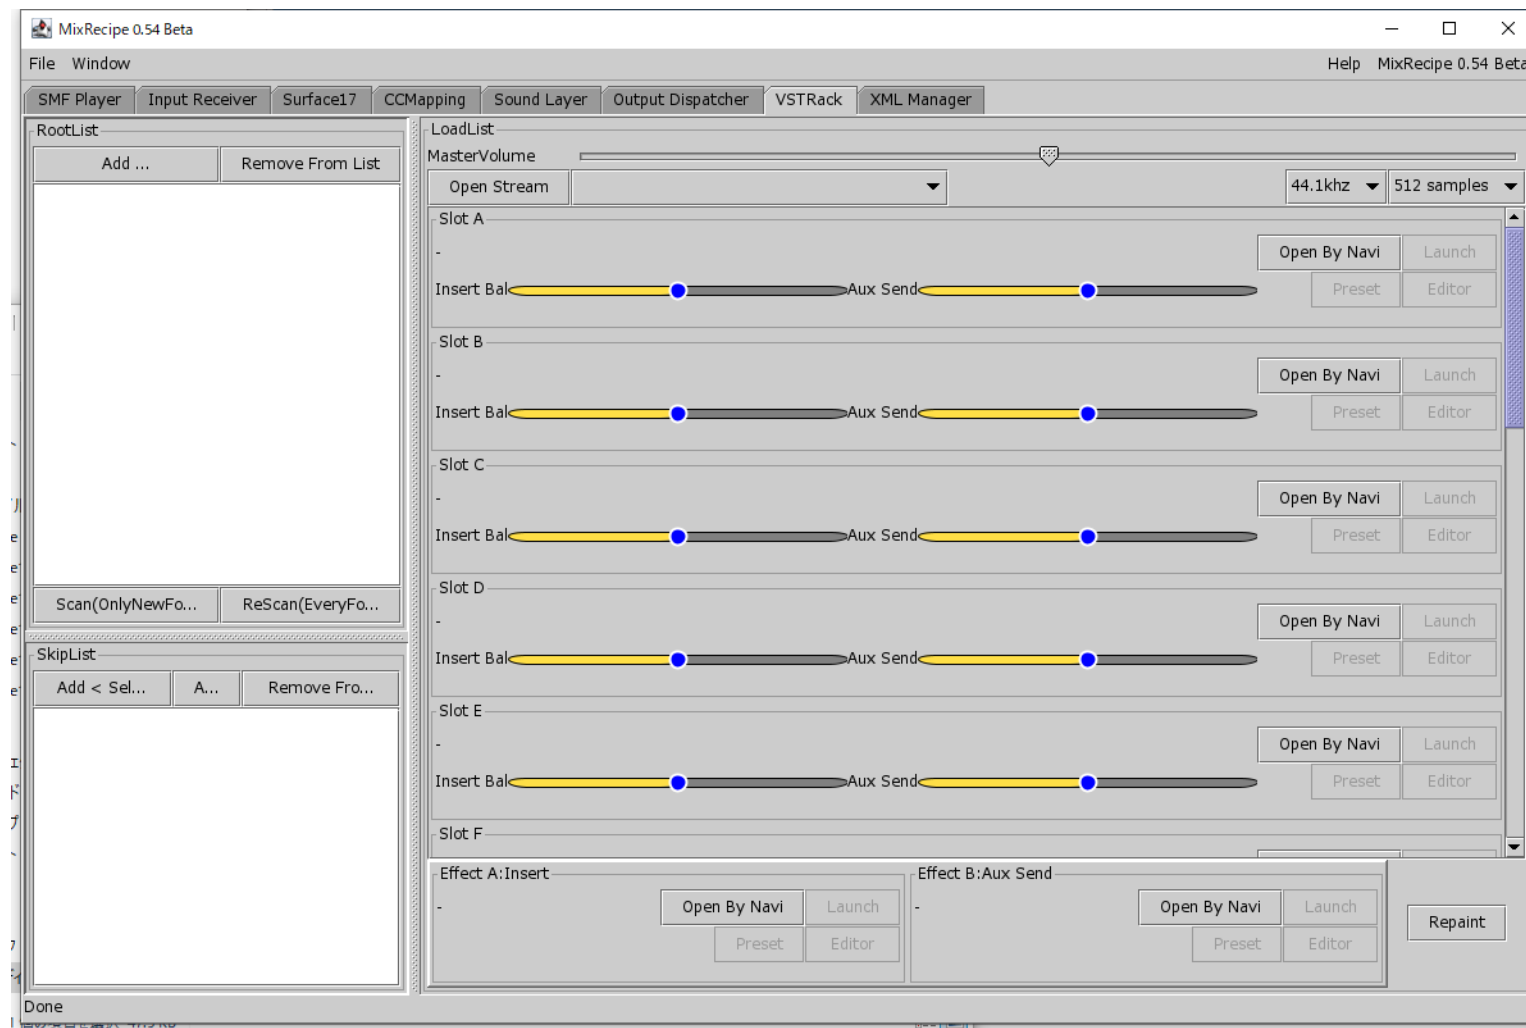 MixRecipe 0.54 Beta
File Window Help MixRecipe 0.54 Beta
SMF Player Input Receiver Surface17 CCMapping Sound Layer Output Dispatcher VSTRack XML Manager
RootList
Add ... Remove From List
Scan(OnlyNewFo... ReScan(EveryFo...
SkipList
Add < Sel... A... Remove Fro...
LoadList
MasterVolume
Open Stream 44.1khz 512 samples
Slot A
- Open By Navi Launch
Insert Bal Aux Send Preset Editor
Slot B
- Open By Navi Launch
Insert Bal Aux Send Preset Editor
Slot C
- Open By Navi Launch
Insert Bal Aux Send Preset Editor
Slot D
- Open By Navi Launch
Insert Bal Aux Send Preset Editor
Slot E
- Open By Navi Launch
Insert Bal Aux Send Preset Editor
Slot F
Effect A:Insert
- Open By Navi Launch
Preset Editor
Effect B:Aux Send
- Open By Navi Launch
Preset Editor
Repaint
Done